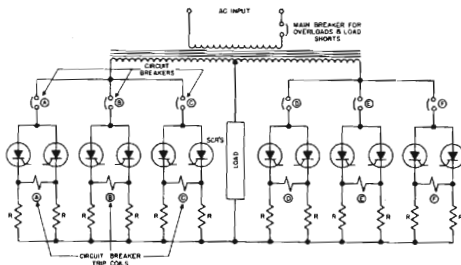 AC INPUT
MAIN BREAKER FOR
OVERLOADS & LOAD
SHORTS
CIRCUIT
BREAKERS
A
B
C
D
E
F
SCR'S
LOAD
A
B
C
D
E
F
R
R
R
R
R
R
R
R
R
R
R
R
CIRCUIT BREAKER
TRIP COILS